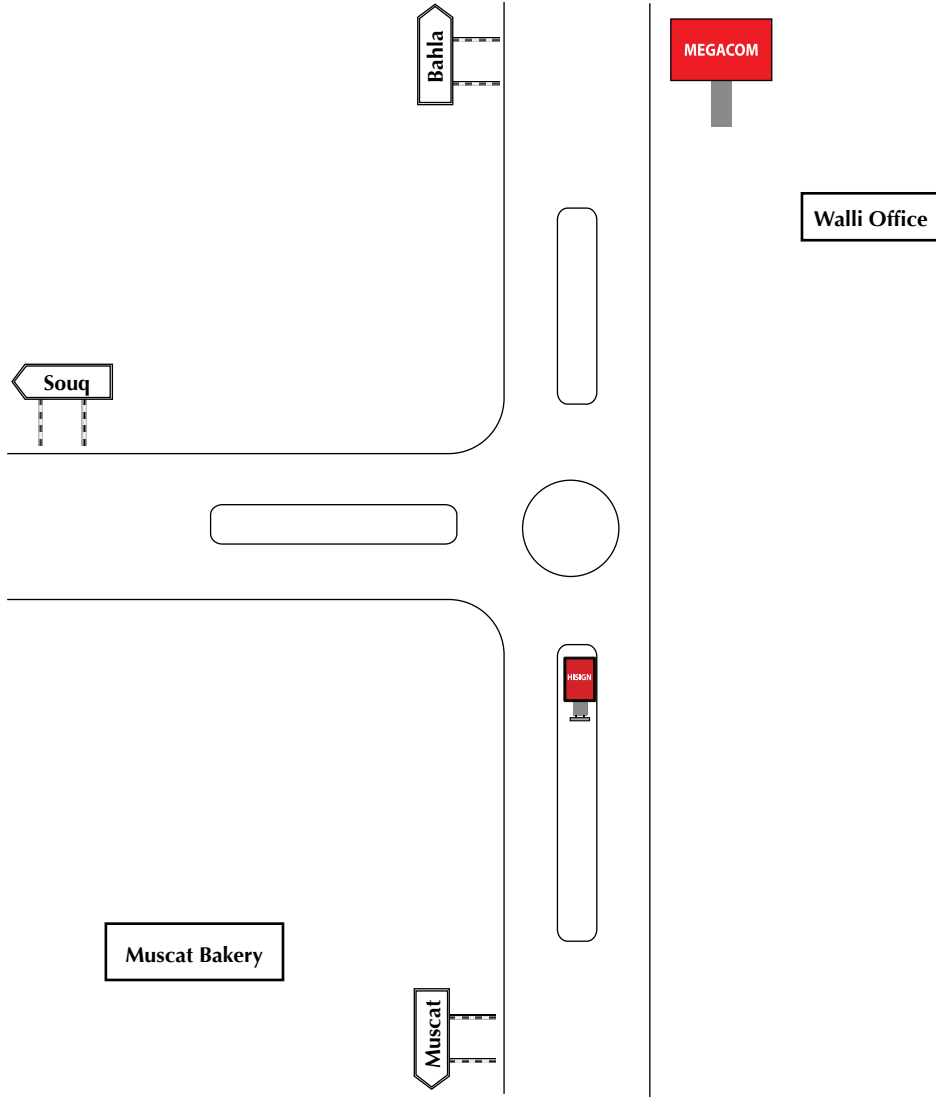 Bahla
MEGACOM
Walli Office
Souq
HISIGN
Muscat Bakery
Muscat